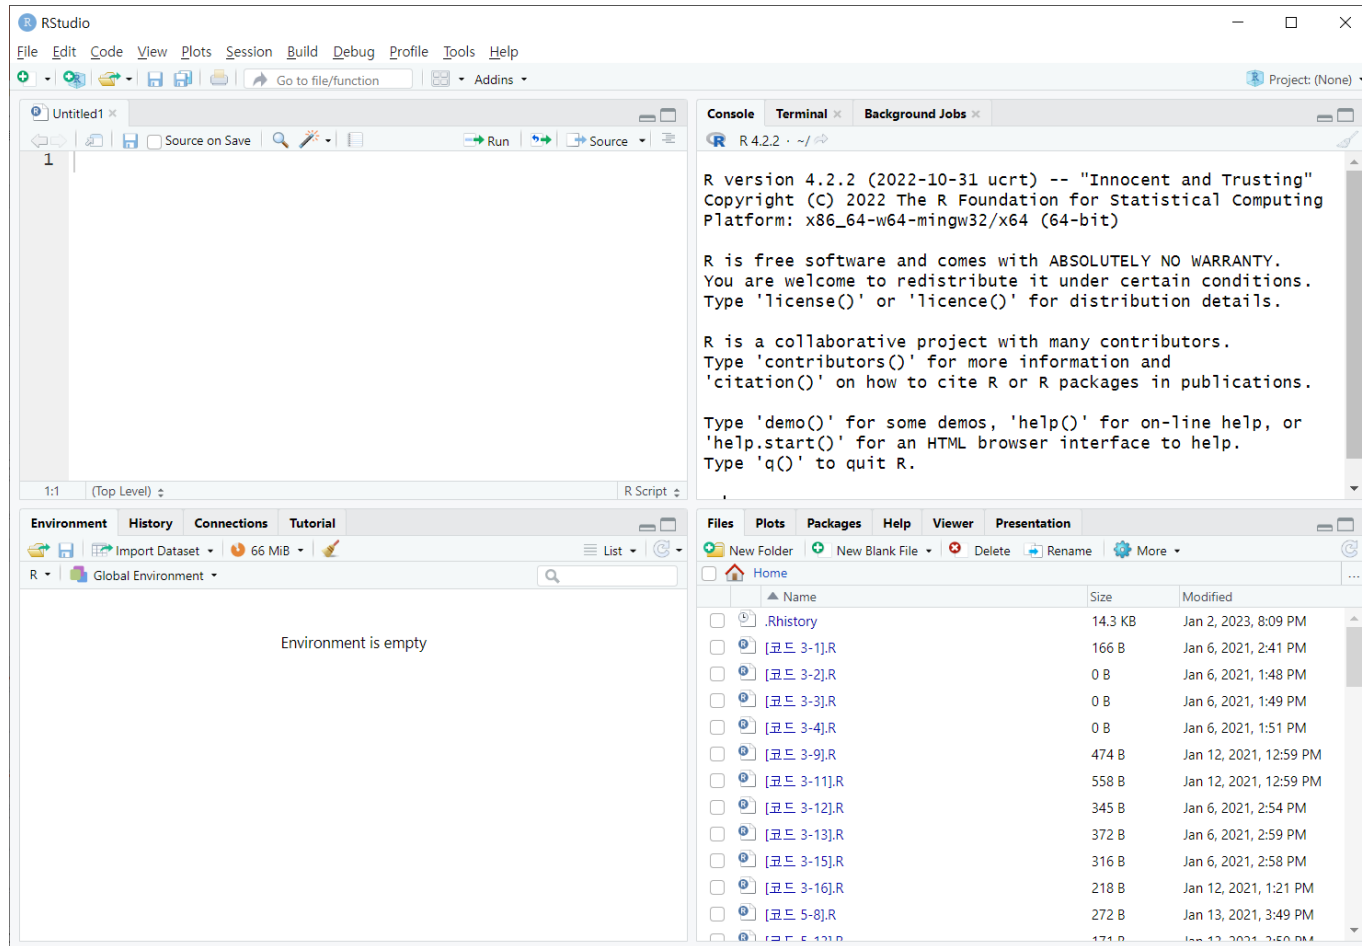 RStudio
File Edit Code View Plots Session Build Debug Profile Tools Help
Go to file/function Addins Project: (None)
Untitled1
Source on Save Run Source
1
1:1 (Top Level) R Script
Console Terminal Background Jobs
R 4.2.2 · ~/
R version 4.2.2 (2022-10-31 ucrt) -- "Innocent and Trusting"
Copyright (C) 2022 The R Foundation for Statistical Computing
Platform: x86_64-w64-mingw32/x64 (64-bit)
R is free software and comes with ABSOLUTELY NO WARRANTY.
You are welcome to redistribute it under certain conditions.
Type 'license()' or 'licence()' for distribution details.
R is a collaborative project with many contributors.
Type 'contributors()' for more information and
'citation()' on how to cite R or R packages in publications.
Type 'demo()' for some demos, 'help()' for on-line help, or
'help.start()' for an HTML browser interface to help.
Type 'q()' to quit R.
Environment History Connections Tutorial
Import Dataset 66 MiB List
R Global Environment
Environment is empty
Files Plots Packages Help Viewer Presentation
New Folder New Blank File Delete Rename More
Home ...
Name Size Modified
.Rhistory 14.3 KB Jan 2, 2023, 8:09 PM
[코드 3-1].R 166 B Jan 6, 2021, 2:41 PM
[코드 3-2].R 0 B Jan 6, 2021, 1:48 PM
[코드 3-3].R 0 B Jan 6, 2021, 1:49 PM
[코드 3-4].R 0 B Jan 6, 2021, 1:51 PM
[코드 3-9].R 474 B Jan 12, 2021, 12:59 PM
[코드 3-11].R 558 B Jan 12, 2021, 12:59 PM
[코드 3-12].R 345 B Jan 6, 2021, 2:54 PM
[코드 3-13].R 372 B Jan 6, 2021, 2:59 PM
[코드 3-15].R 316 B Jan 6, 2021, 2:58 PM
[코드 3-16].R 218 B Jan 12, 2021, 1:21 PM
[코드 5-8].R 272 B Jan 13, 2021, 3:49 PM